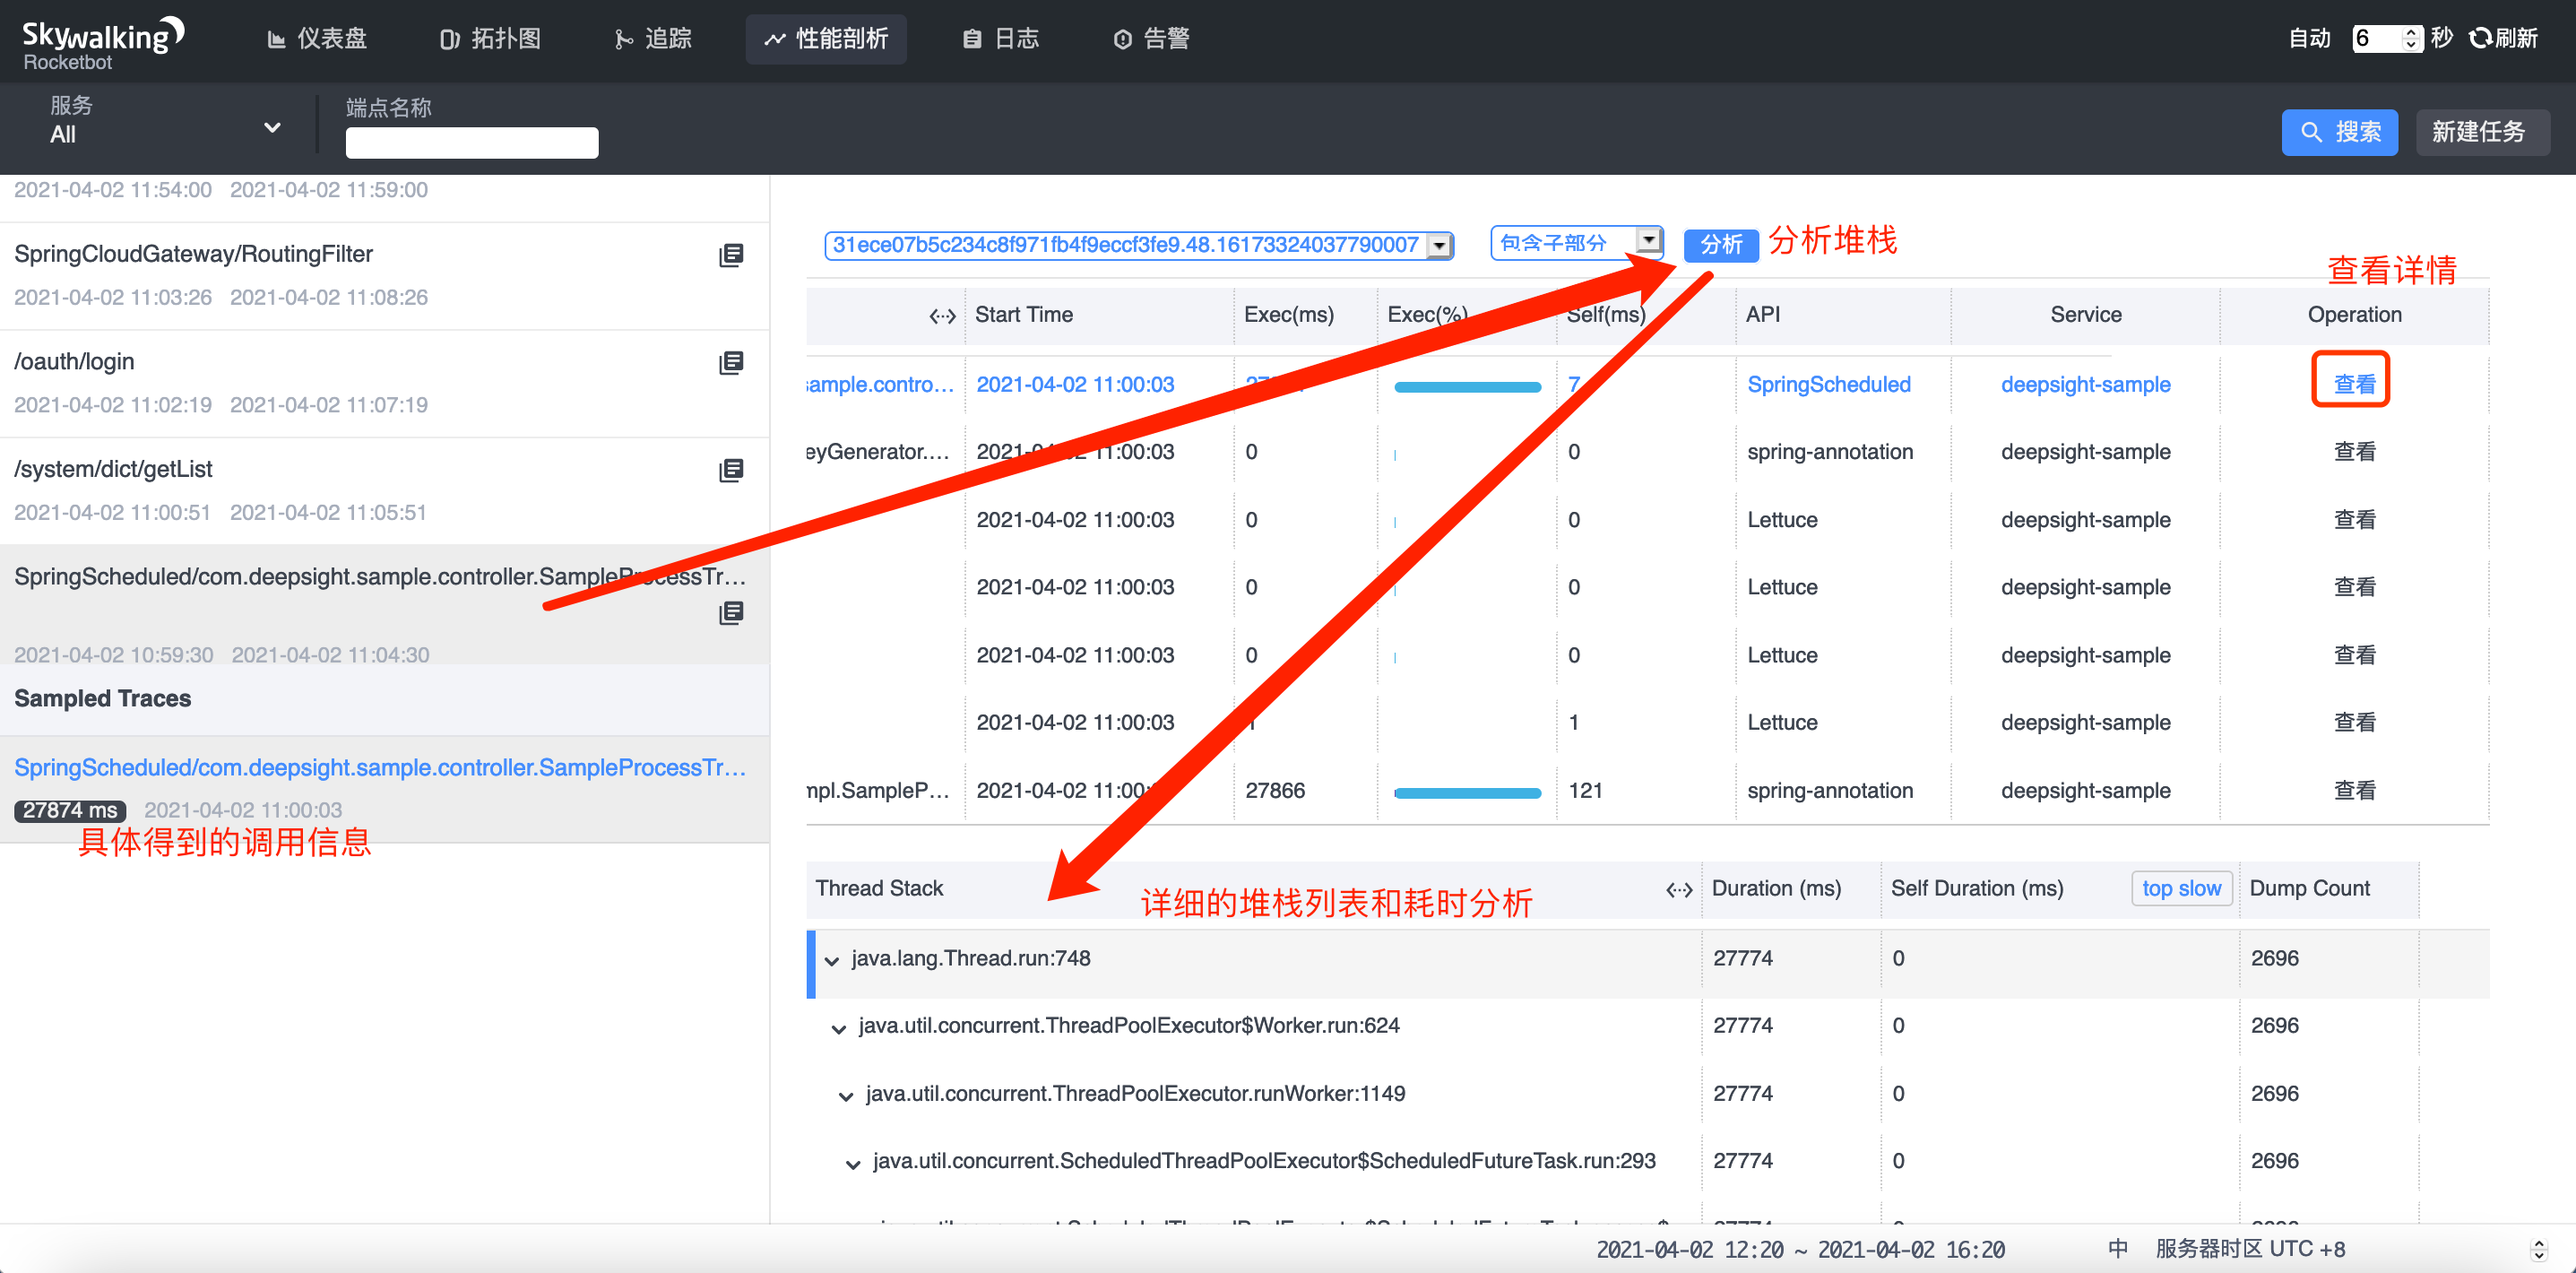 Skywalking
Rocketbot
仪表盘
拓扑图
追踪
性能剖析
日志
告警
自动 6 秒 刷新
服务
All
端点名称
搜索
新建任务
2021-04-02 11:54:00 2021-04-02 11:59:00
SpringCloudGateway/RoutingFilter
2021-04-02 11:03:26 2021-04-02 11:08:26
/oauth/login
2021-04-02 11:02:19 2021-04-02 11:07:19
/system/dict/getList
2021-04-02 11:00:51 2021-04-02 11:05:51
SpringScheduled/com.deepsight.sample.controller.SampleProcessTr...
2021-04-02 10:59:30 2021-04-02 11:04:30
Sampled Traces
SpringScheduled/com.deepsight.sample.controller.SampleProcessTr...
27874 ms 2021-04-02 11:00:03
具体得到的调用信息
31ece07b5c234c8f971fb4f9eccf3fe9.48.16173324037790007 包含子部分 分析 分析堆栈
查看详情
Start Time Exec(ms) Exec(%) Self(ms) API Service Operation
sample.contro... 2021-04-02 11:00:03 7 SpringScheduled deepsight-sample 查看
eyGenerator.... 2021-04-02 11:00:03 0 0 spring-annotation deepsight-sample 查看
2021-04-02 11:00:03 0 0 Lettuce deepsight-sample 查看
2021-04-02 11:00:03 0 0 Lettuce deepsight-sample 查看
2021-04-02 11:00:03 0 0 Lettuce deepsight-sample 查看
2021-04-02 11:00:03 1 1 Lettuce deepsight-sample 查看
mpl.SampleP... 2021-04-02 11:00: 27866 121 spring-annotation deepsight-sample 查看
Thread Stack Duration (ms) Self Duration (ms) top slow Dump Count
详细的堆栈列表和耗时分析
java.lang.Thread.run:748 27774 0 2696
java.util.concurrent.ThreadPoolExecutor$Worker.run:624 27774 0 2696
java.util.concurrent.ThreadPoolExecutor.runWorker:1149 27774 0 2696
java.util.concurrent.ScheduledThreadPoolExecutor$ScheduledFutureTask.run:293 27774 0 2696
2021-04-02 12:20 ~ 2021-04-02 16:20 中 服务器时区 UTC +8